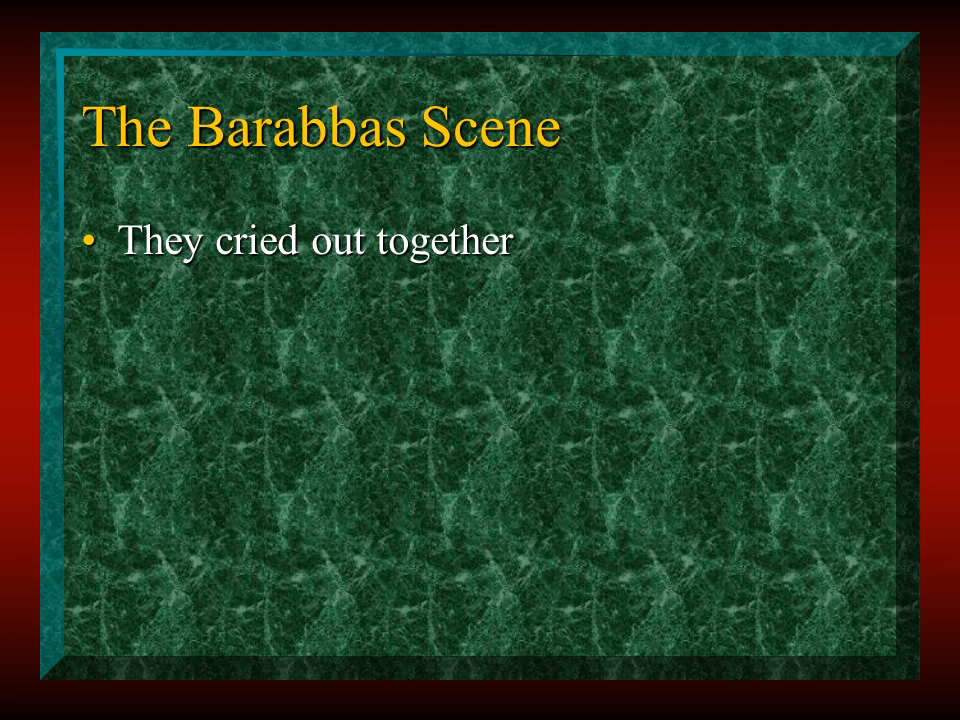 The Barabbas Scene
• They cried out together